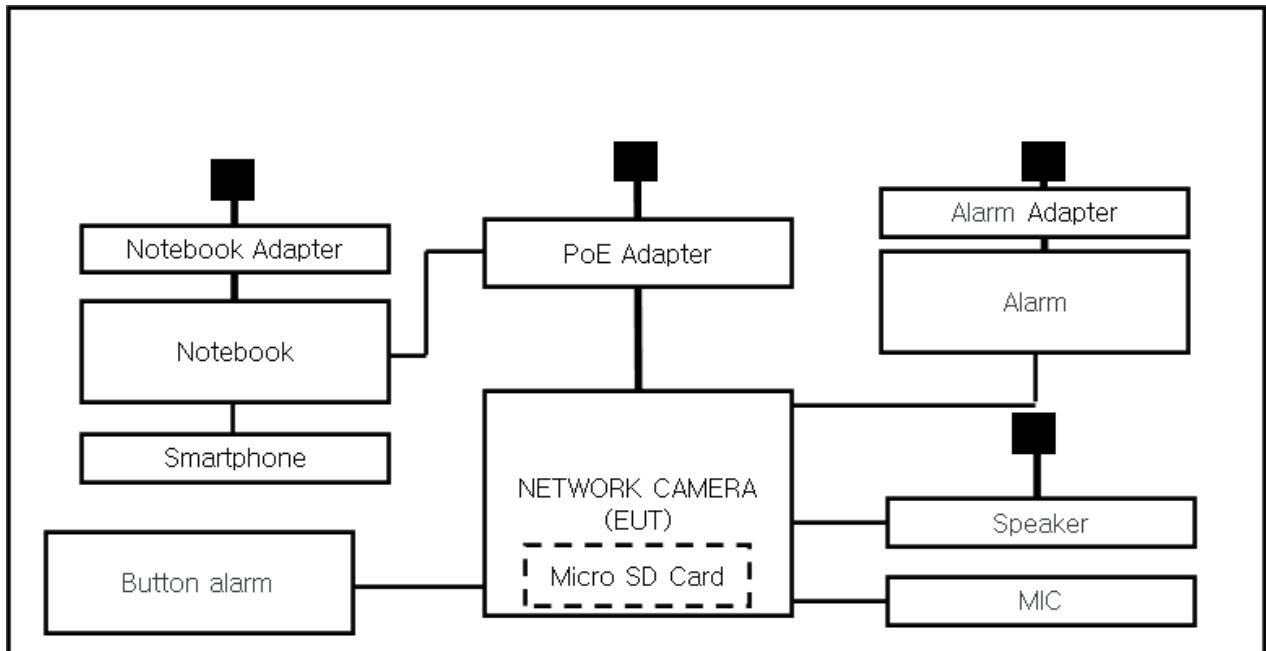 Notebook Adapter
PoE Adapter
Alarm Adapter
Notebook
Alarm
Smartphone
NETWORK CAMERA
(EUT)
Micro SD Card
Speaker
Button alarm
MIC